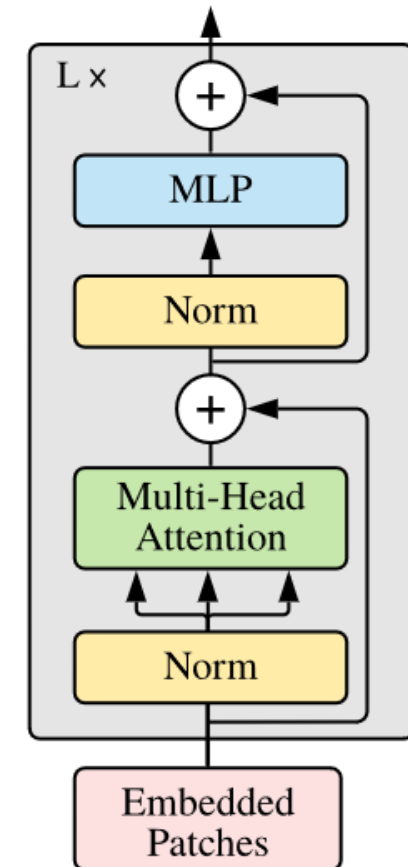 L ×
+
MLP
Norm
+
Multi-Head
Attention
Norm
Embedded
Patches